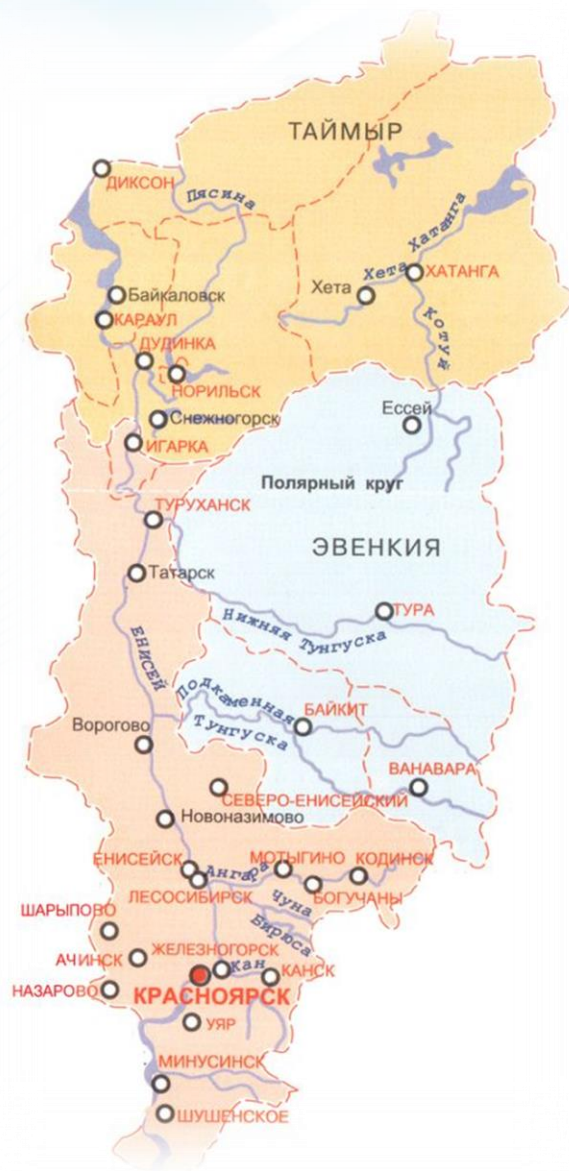 ТАЙМЫР
ДИКСОН
Пясина
Хета Хатанга
ХАТАНГА
Хета
Байкаловск
КАРАУЛ
Котуй
ДУДИНКА
НОРИЛЬСК
Ессей
Снежногорск
ИГАРКА
Полярный круг
ТУРУХАНСК
ЭВЕНКИЯ
Татарск
ТУРА
Нижняя Тунгуска
ЕНИСЕЙ
Подкаменная
Тунгуска
БАЙКИТ
Ворогово
ВАНАВАРА
СЕВЕРО-ЕНИСЕЙСКИЙ
Новоназимово
ЕНИСЕЙСК
Ангара
МОТЫГИНО
КОДИНСК
ЛЕСОСИБИРСК
БОГУЧАНЫ
Чуна
ШАРЫПОВО
Бирюса
ЖЕЛЕЗНОГОРСК
АЧИНСК
Кан
КАНСК
НАЗАРОВО
КРАСНОЯРСК
УЯР
МИНУСИНСК
ШУШЕНСКОЕ